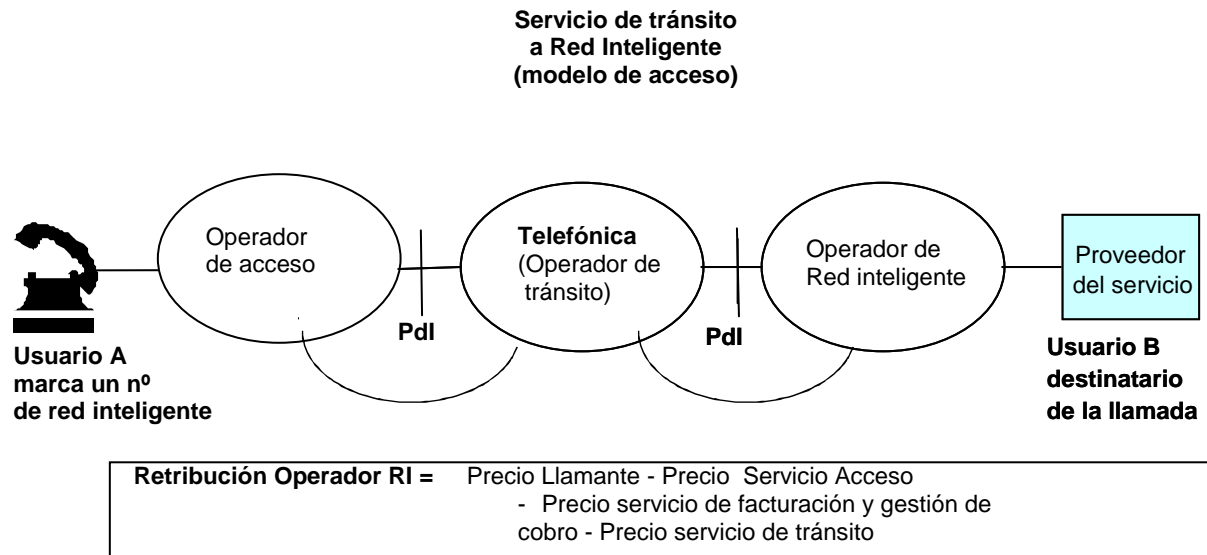 Servicio de tránsito
a Red Inteligente
(modelo de acceso)
Operador
de acceso
Telefónica
(Operador de
tránsito)
Operador de
Red inteligente
Proveedor
del servicio
PdI
PdI
Usuario A
marca un nº
de red inteligente
Usuario B
destinatario
de la llamada
Retribución Operador RI = Precio Llamante - Precio Servicio Acceso
- Precio servicio de facturación y gestión de
cobro - Precio servicio de tránsito